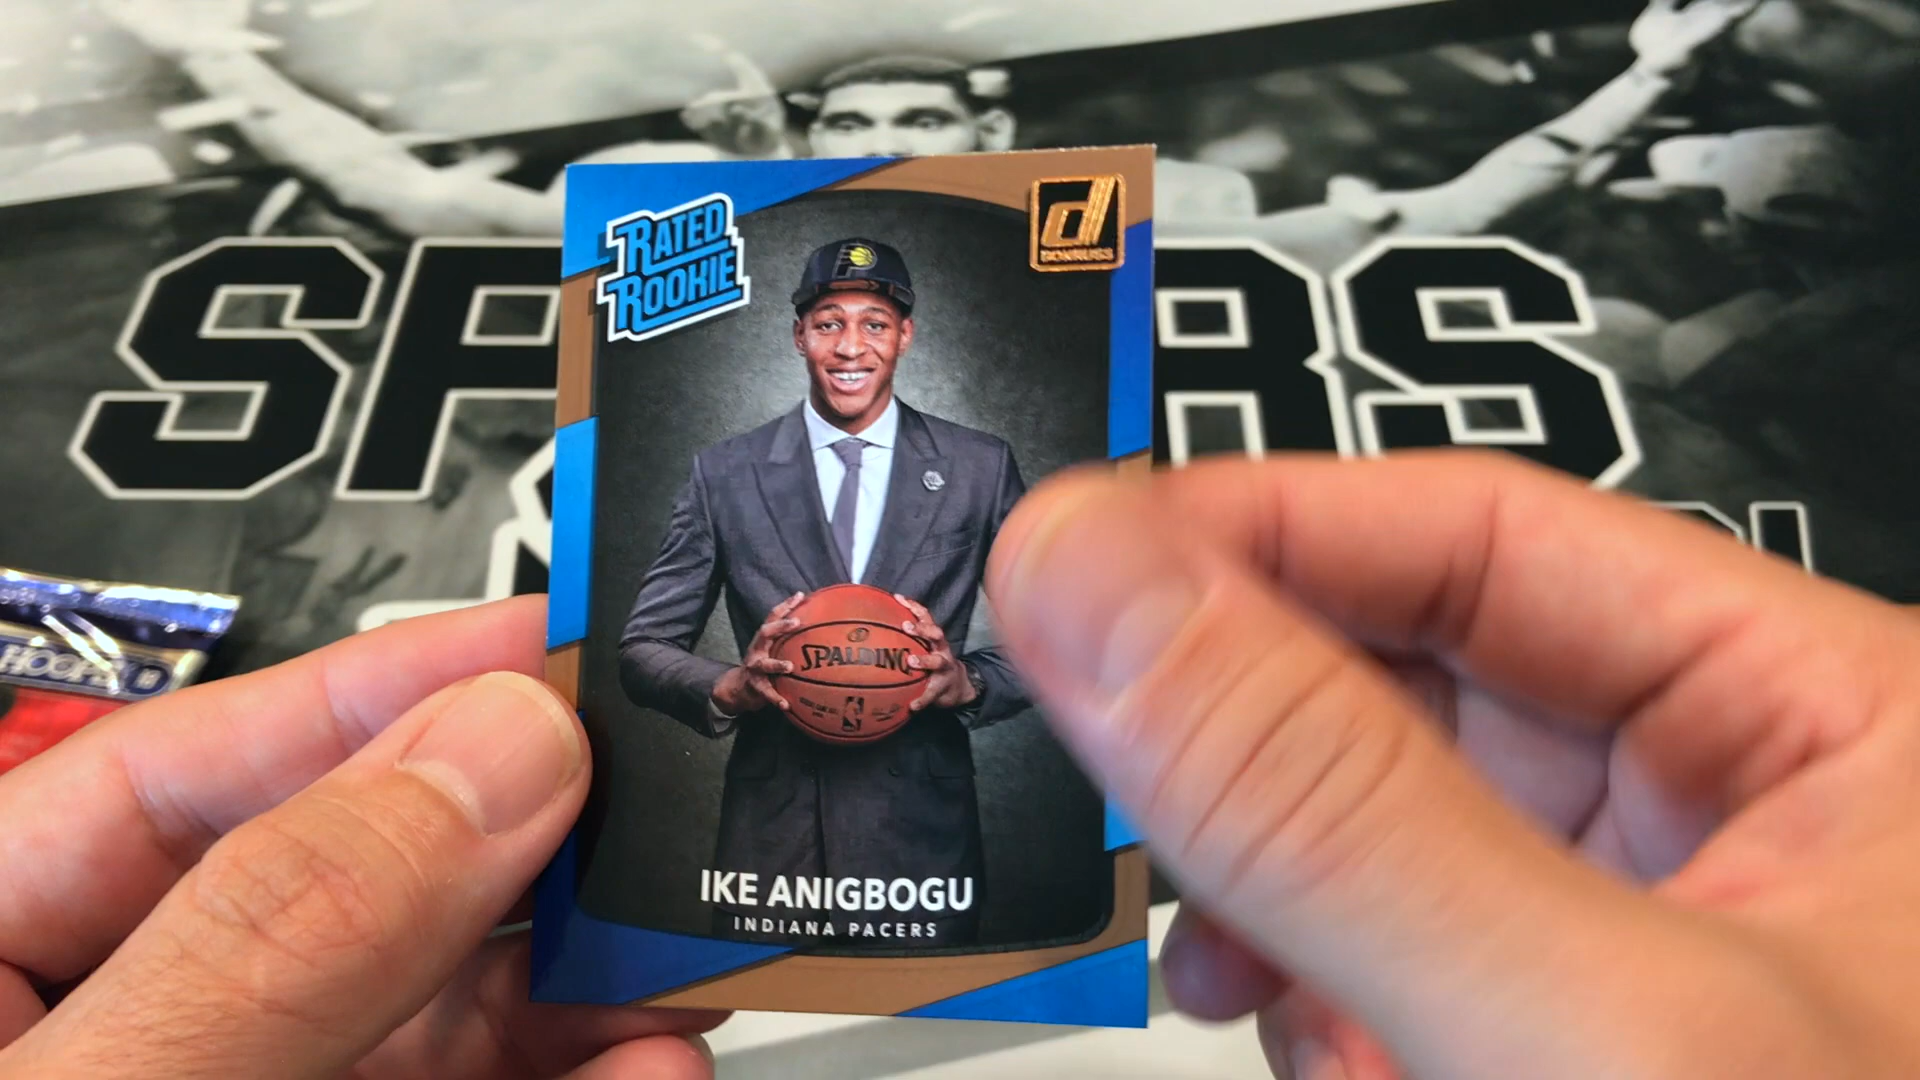 RATED
ROOKIE
d
DONRUSS
P
SPALDING
IKE ANIGBOGU
INDIANA PACERS
HOOPS